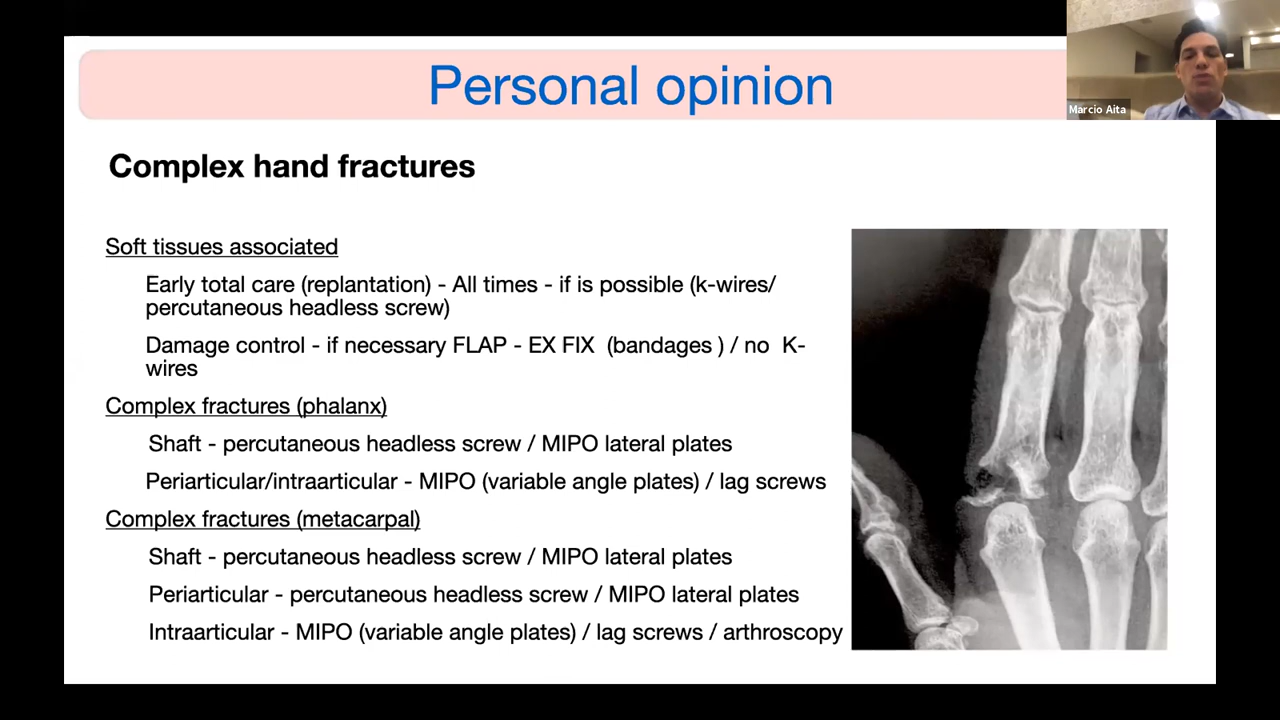 Personal opinion
Marcio Aita
Complex hand fractures
Soft tissues associated
Early total care (replantation) - All times - if is possible (k-wires/
percutaneous headless screw)
Damage control - if necessary FLAP - EX FIX (bandages ) / no K-
wires
Complex fractures (phalanx)
Shaft - percutaneous headless screw / MIPO lateral plates
Periarticular/intraarticular - MIPO (variable angle plates) / lag screws
Complex fractures (metacarpal)
Shaft - percutaneous headless screw / MIPO lateral plates
Periarticular - percutaneous headless screw / MIPO lateral plates
Intraarticular - MIPO (variable angle plates) / lag screws / arthroscopy